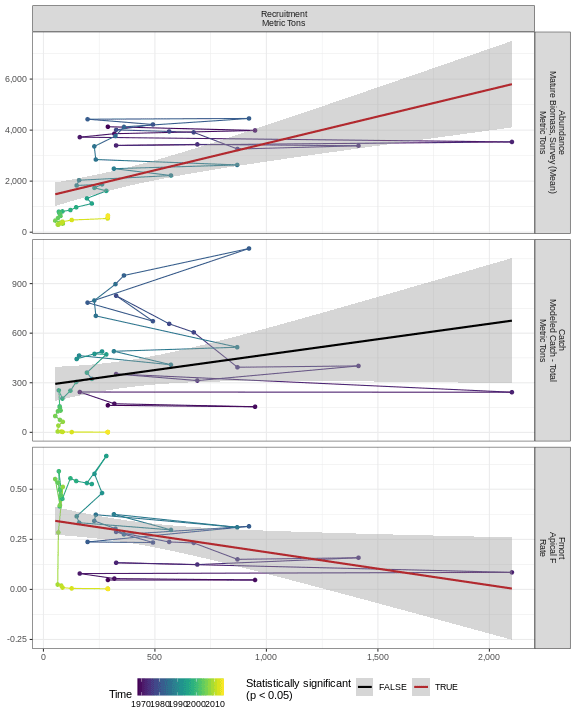 Recruitment
Metric Tons
6,000
4,000
2,000
0
Abundance
Mature Biomass, Survey (Mean)
Metric Tons
900
600
300
0
Catch
Modeled Catch - Total
Metric Tons
0.50
0.25
0.00
-0.25
Fmort
Apical F
Rate
0
500
1,000
1,500
2,000
Time
1970
1980
1990
2000
2010
Statistically significant
(p < 0.05)
FALSE
TRUE